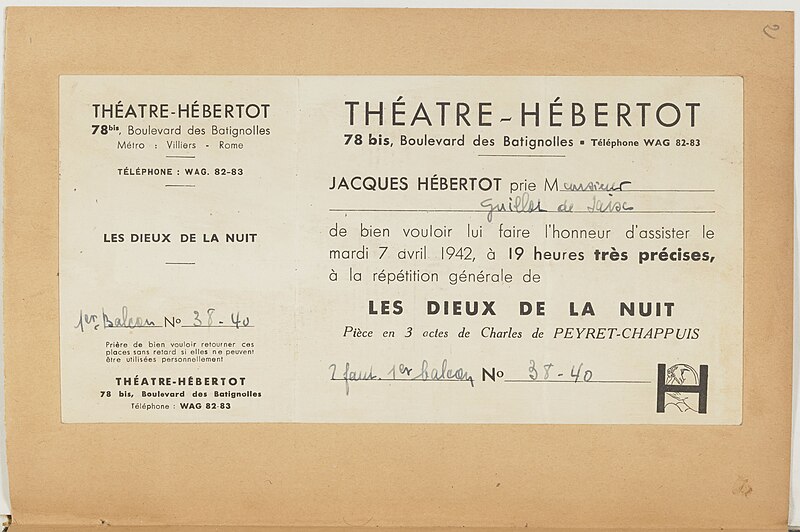 THÉATRE-HÉBERTOT
78bis, Boulevard des Batignolles
Métro : Villiers - Rome
TÉLÉPHONE : WAG. 82-83
LES DIEUX DE LA NUIT
1er Balcon No 38-40
Prière de bien vouloir retourner ces
places sans retard si elles ne peuvent
être utilisées personnellement
THÉATRE-HÉBERTOT
78 bis, Boulevard des Batignolles
Téléphone : WAG 82-83
THÉATRE-HÉBERTOT
78 bis, Boulevard des Batignolles ▪ Téléphone WAG 82-83
JACQUES HÉBERTOT prie Monsieur
Guillot de Saix
de bien vouloir lui faire l'honneur d'assister le
mardi 7 avril 1942, à 19 heures très précises,
à la répétition générale de
LES DIEUX DE LA NUIT
Pièce en 3 actes de Charles de PEYRET-CHAPPUIS
2 faut. 1er balcon No 38-40
H